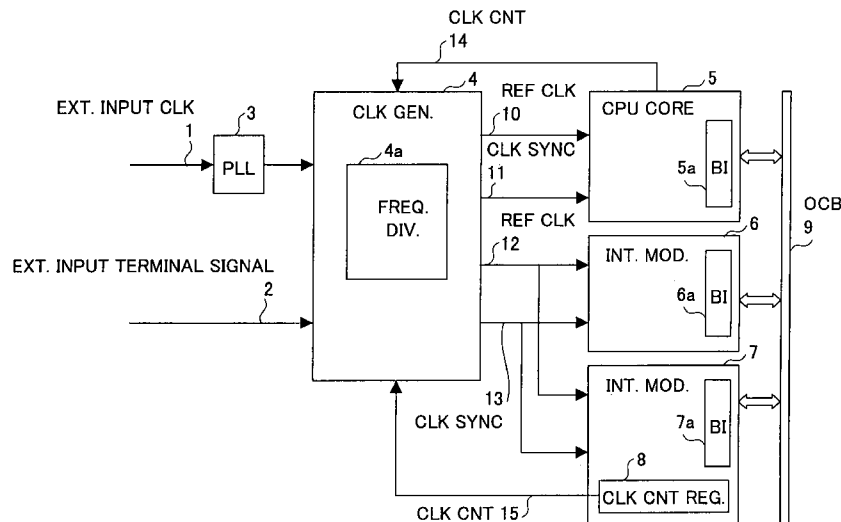 CLK CNT
14
4
5
EXT. INPUT CLK
3
CLK GEN.
REF CLK
CPU CORE
1
PLL
10
4a
CLK SYNC
5a
BI
11
OCB
FREQ.
DIV.
REF CLK
6
9
12
EXT. INPUT TERMINAL SIGNAL
INT. MOD.
2
6a
BI
7
13
INT. MOD.
CLK SYNC
7a
BI
8
CLK CNT REG.
CLK CNT 15